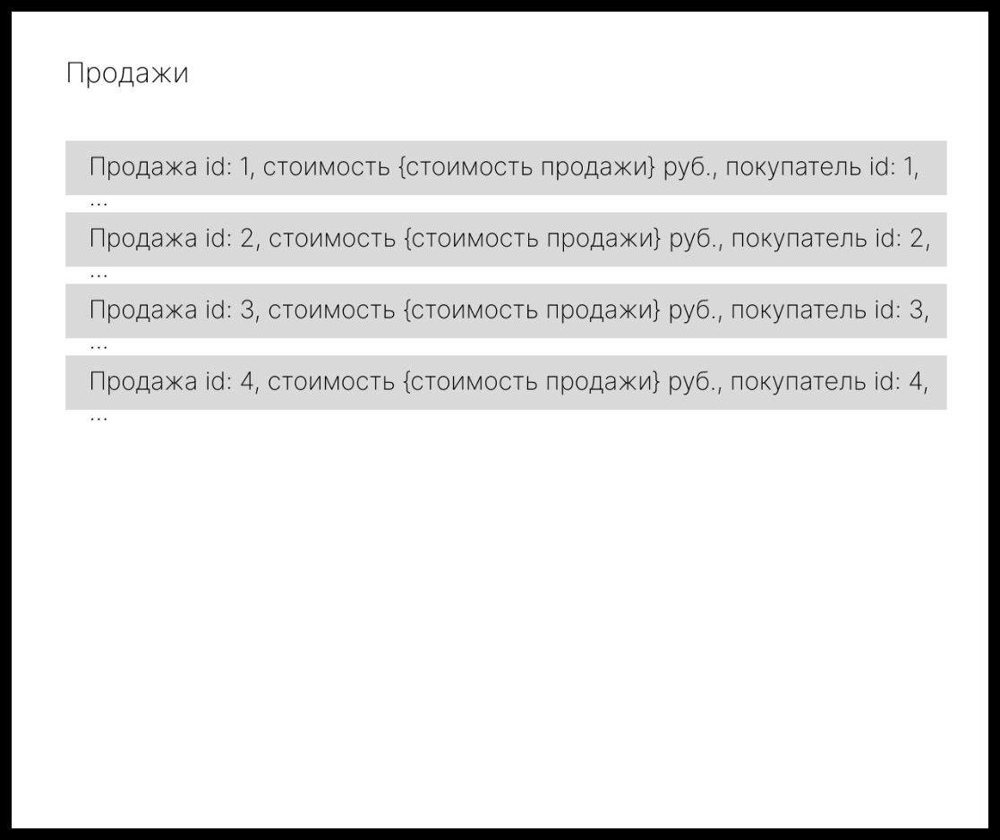 Продажи
Продажа id: 1, стоимость {стоимость продажи} руб., покупатель id: 1,
...
Продажа id: 2, стоимость {стоимость продажи} руб., покупатель id: 2,
...
Продажа id: 3, стоимость {стоимость продажи} руб., покупатель id: 3,
...
Продажа id: 4, стоимость {стоимость продажи} руб., покупатель id: 4,
...